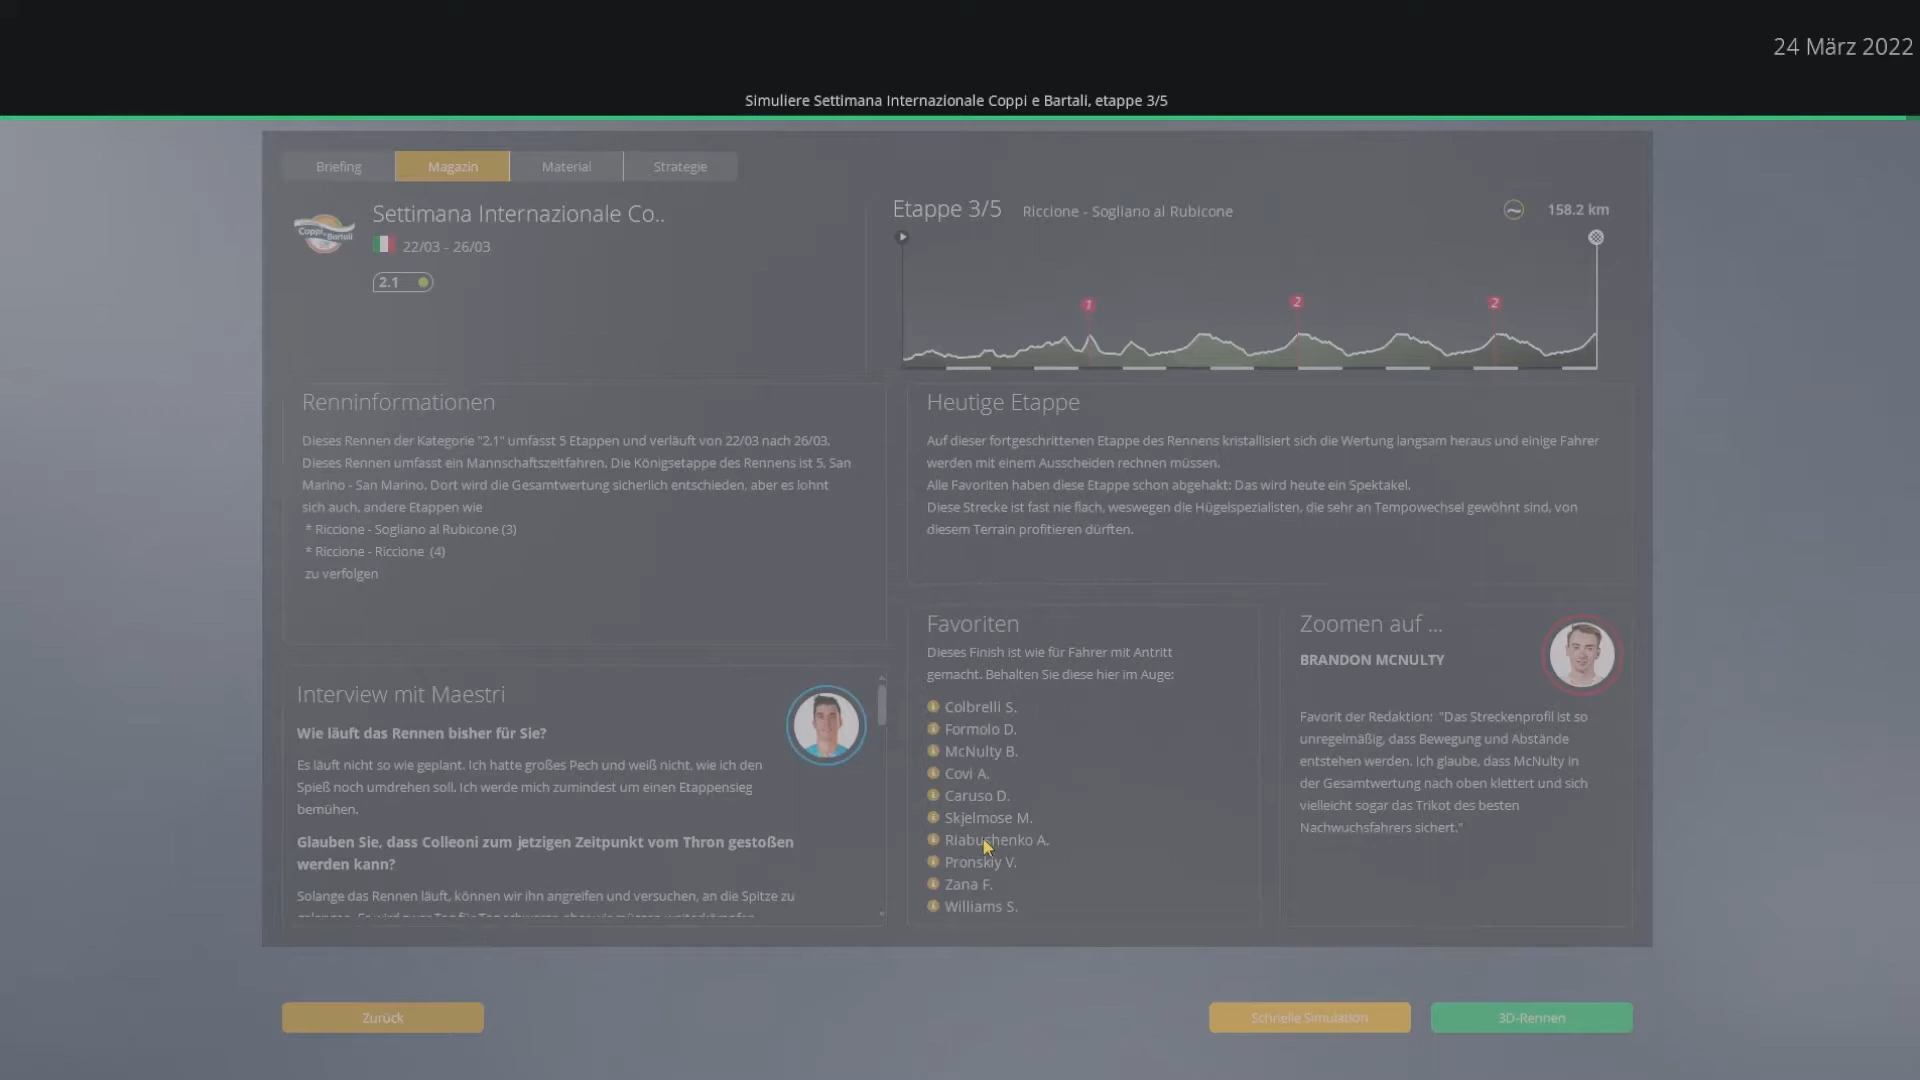 24 März 2022
Simuliere Settimana Internazionale Coppi e Bartali, etappe 3/5
Briefing
Magazin
Material
Strategie
Coppi e Bartali
Settimana Internazionale Co..
22/03 - 26/03
2.1
Etappe 3/5
Riccione - Sogliano al Rubicone
158.2 km
1
2
2
Renninformationen
Dieses Rennen der Kategorie "2.1" umfasst 5 Etappen und verläuft von 22/03 nach 26/03.
Dieses Rennen umfasst ein Mannschaftszeitfahren. Die Königsetappe des Rennens ist 5, San
Marino - San Marino. Dort wird die Gesamtwertung sicherlich entschieden, aber es lohnt
sich auch, andere Etappen wie
* Riccione - Sogliano al Rubicone (3)
* Riccione - Riccione (4)
zu verfolgen
Heutige Etappe
Auf dieser fortgeschrittenen Etappe des Rennens kristallisiert sich die Wertung langsam heraus und einige Fahrer
werden mit einem Ausscheiden rechnen müssen.
Alle Favoriten haben diese Etappe schon abgehakt: Das wird heute ein Spektakel.
Diese Strecke ist fast nie flach, weswegen die Hügelspezialisten, die sehr an Tempowechsel gewöhnt sind, von
diesem Terrain profitieren dürften.
Interview mit Maestri
Wie läuft das Rennen bisher für Sie?
Es läuft nicht so wie geplant. Ich hatte großes Pech und weiß nicht, wie ich den
Spieß noch umdrehen soll. Ich werde mich zumindest um einen Etappensieg
bemühen.
Glauben Sie, dass Colleoni zum jetzigen Zeitpunkt vom Thron gestoßen
werden kann?
Solange das Rennen läuft, können wir ihn angreifen und versuchen, an die Spitze zu
Favoriten
Dieses Finish ist wie für Fahrer mit Antritt
gemacht. Behalten Sie diese hier im Auge:
Colbrelli S.
Formolo D.
McNulty B.
Covi A.
Caruso D.
Skjelmose M.
Riabushenko A.
Pronskiy V.
Zana F.
Williams S.
Zoomen auf ...
BRANDON MCNULTY
Favorit der Redaktion: "Das Streckenprofil ist so
unregelmäßig, dass Bewegung und Abstände
entstehen werden. Ich glaube, dass McNulty in
der Gesamtwertung nach oben klettert und sich
vielleicht sogar das Trikot des besten
Nachwuchsfahrers sichert."
Zurück
Schnelle Simulation
3D-Rennen